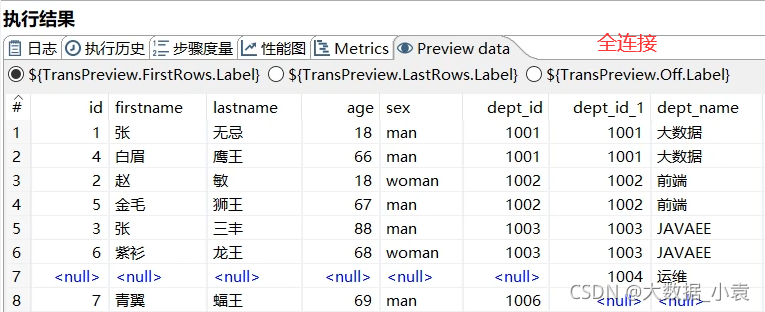 执行结果
日志 执行历史 步骤度量 性能图 Metrics Preview data 全连接
${TransPreview.FirstRows.Label} ${TransPreview.LastRows.Label} ${TransPreview.Off.Label}
# id firstname lastname age sex dept_id dept_id_1 dept_name
1 1 张 无忌 18 man 1001 1001 大数据
2 4 白眉 鹰王 66 man 1001 1001 大数据
3 2 赵 敏 18 woman 1002 1002 前端
4 5 金毛 狮王 67 man 1002 1002 前端
5 3 张 三丰 88 man 1003 1003 JAVAEE
6 6 紫衫 龙王 68 woman 1003 1003 JAVAEE
7 <null> <null> <null> <null> <null> <null> 1004 运维
8 7 青翼 蝠王 69 man 1006 <null> <null>
CSDN @大数据_小袁